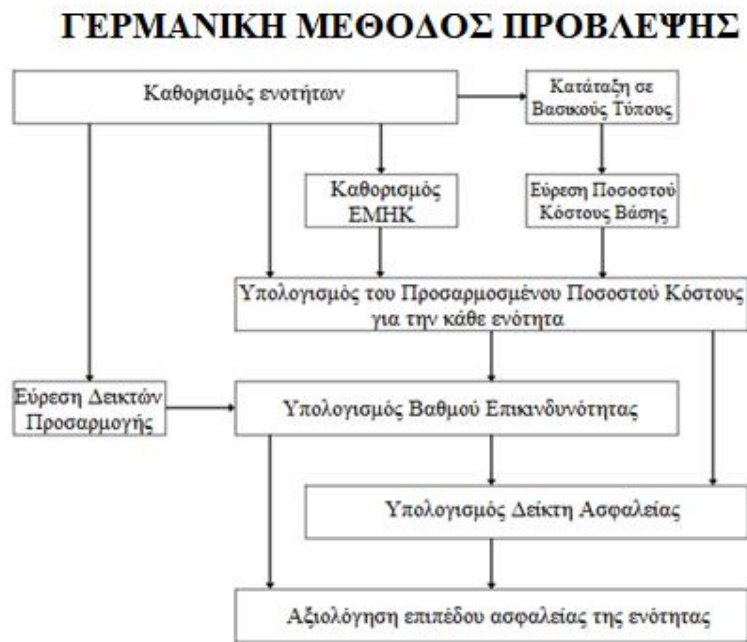 ΓΕΡΜΑΝΙΚΗ ΜΕΘΟΔΟΣ ΠΡΟΒΛΕΨΗΣ
Καθορισμός ενοτήτων
Κατάταξη σε
Βασικούς Τύπους
Καθορισμός
ΕΜΗΚ
Εύρεση Ποσοστού
Κόστους Βάσης
Υπολογισμός του Προσαρμοσμένου Ποσοστού Κόστους
για την κάθε ενότητα
Εύρεση Δεικτών
Προσαρμογής
Υπολογισμός Βαθμού Επικινδυνότητας
Υπολογισμός Δείκτη Ασφαλείας
Αξιολόγηση επιπέδου ασφαλείας της ενότητας